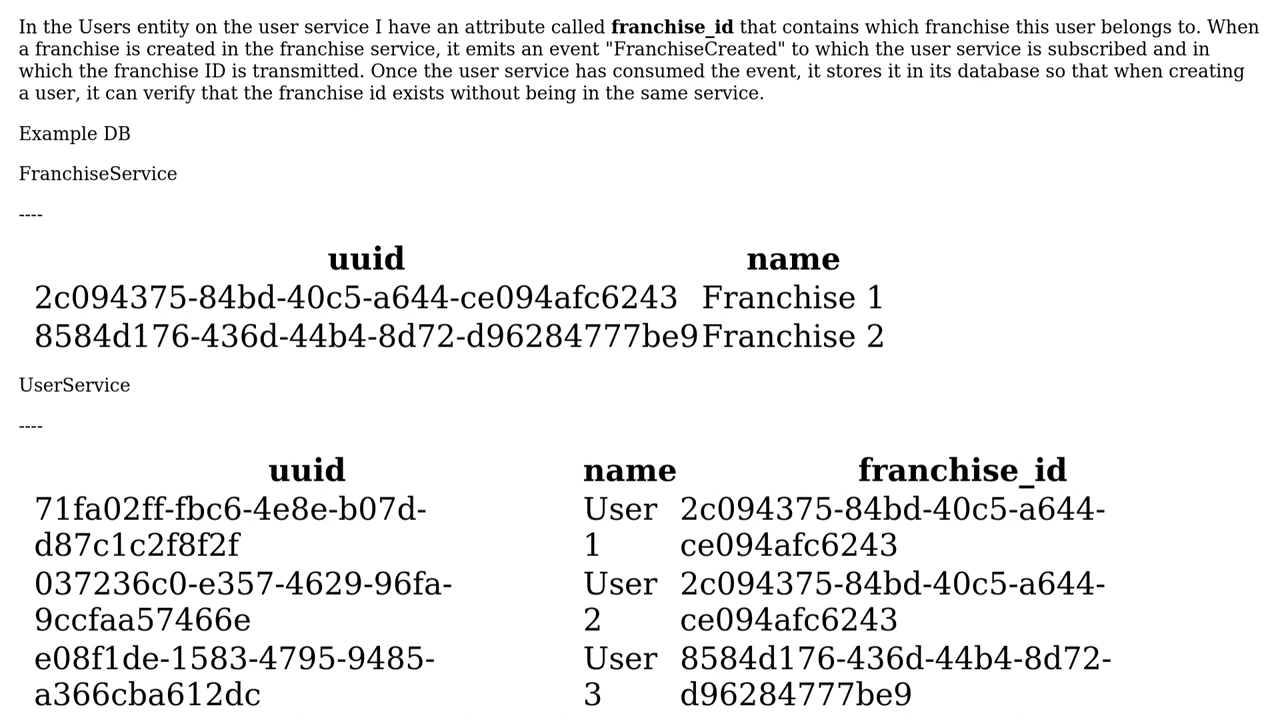 In the Users entity on the user service I have an attribute called franchise_id that contains which franchise this user belongs to. When
a franchise is created in the franchise service, it emits an event "FranchiseCreated" to which the user service is subscribed and in
which the franchise ID is transmitted. Once the user service has consumed the event, it stores it in its database so that when creating
a user, it can verify that the franchise id exists without being in the same service.
Example DB
FranchiseService
----
uuid name
2c094375-84bd-40c5-a644-ce094afc6243 Franchise 1
8584d176-436d-44b4-8d72-d96284777be9 Franchise 2
UserService
----
uuid name franchise_id
71fa02ff-fbc6-4e8e-b07d- User 2c094375-84bd-40c5-a644-
d87c1c2f8f2f 1 ce094afc6243
037236c0-e357-4629-96fa- User 2c094375-84bd-40c5-a644-
9ccfaa57466e 2 ce094afc6243
e08f1de-1583-4795-9485- User 8584d176-436d-44b4-8d72-
a366cba612dc 3 d96284777be9